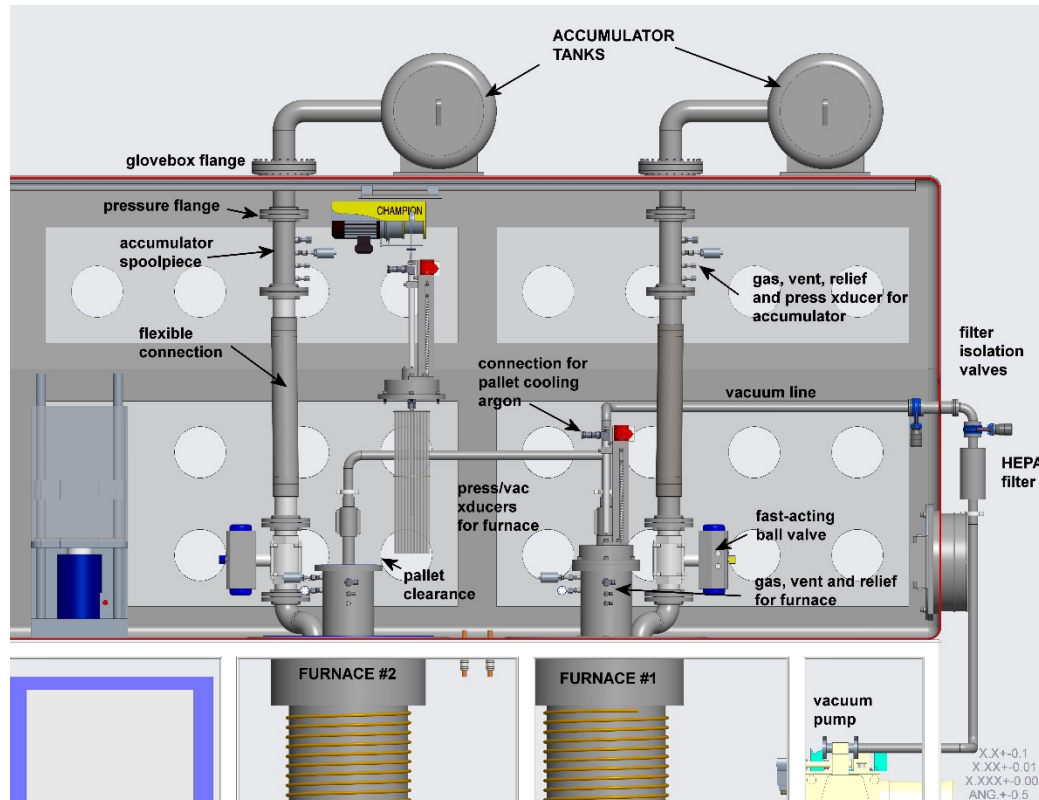 ACCUMULATOR
TANKS
glovebox flange
pressure flange
CHAMPION
accumulator
spoolpiece
gas, vent, relief
and press xducer for
accumulator
flexible
connection
filter
isolation
valves
connection for
pallet cooling
argon
vacuum line
HEPA
filter
press/vac
xducers
for furnace
fast-acting
ball valve
pallet
clearance
gas, vent and relief
for furnace
FURNACE #2
FURNACE #1
vacuum
pump
X.X+-0.1
X.XX+-0.01
X.XXX+-0.00
ANG.+-0.5